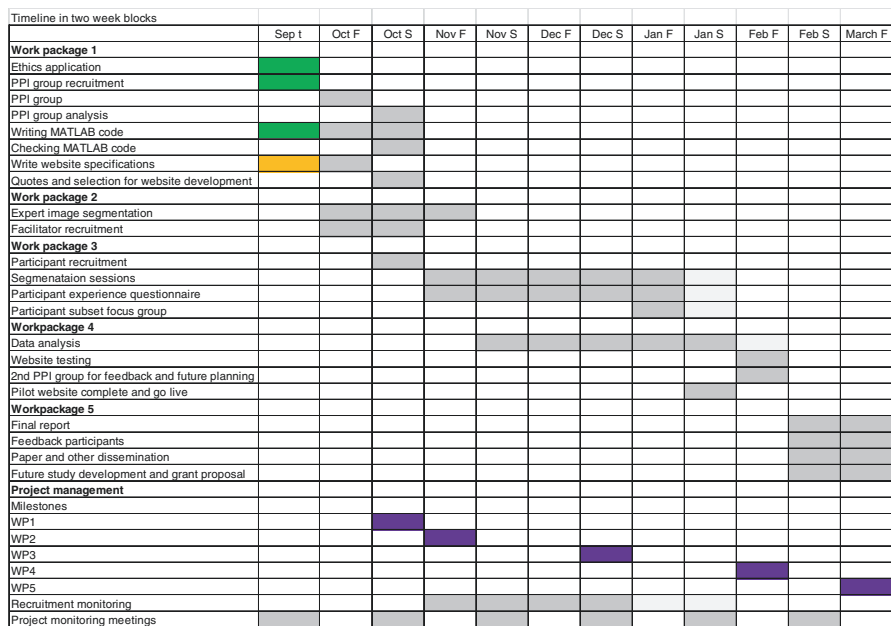 Timeline in two week blocks
Sep t Oct F Oct S Nov F Nov S Dec F Dec S Jan F Jan S Feb F Feb S March F
Work package 1
Ethics application
PPI group recruitment
PPI group
PPI group analysis
Writing MATLAB code
Checking MATLAB code
Write website specifications
Quotes and selection for website development
Work package 2
Expert image segmentation
Facilitator recruitment
Work package 3
Participant recruitment
Segmenataion sessions
Participant experience questionnaire
Participant subset focus group
Workpackage 4
Data analysis
Website testing
2nd PPI group for feedback and future planning
Pilot website complete and go live
Workpackage 5
Final report
Feedback participants
Paper and other dissemination
Future study development and grant proposal
Project management
Milestones
WP1
WP2
WP3
WP4
WP5
Recruitment monitoring
Project monitoring meetings